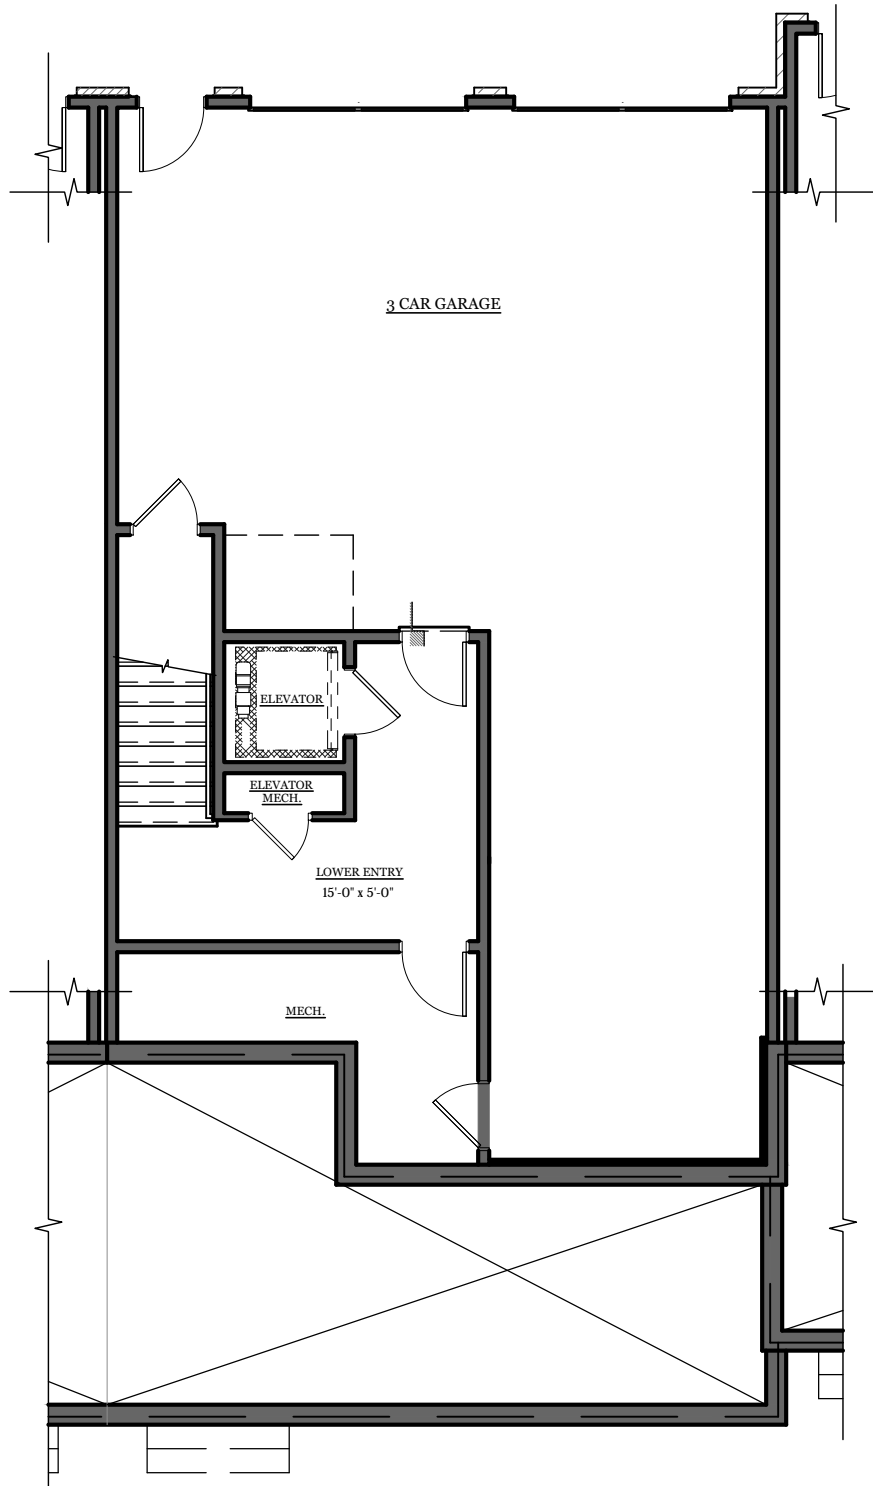 3 CAR GARAGE
ELEVATOR
ELEVATOR
MECH.
LOWER ENTRY
15'-0" x 5'-0"
MECH.